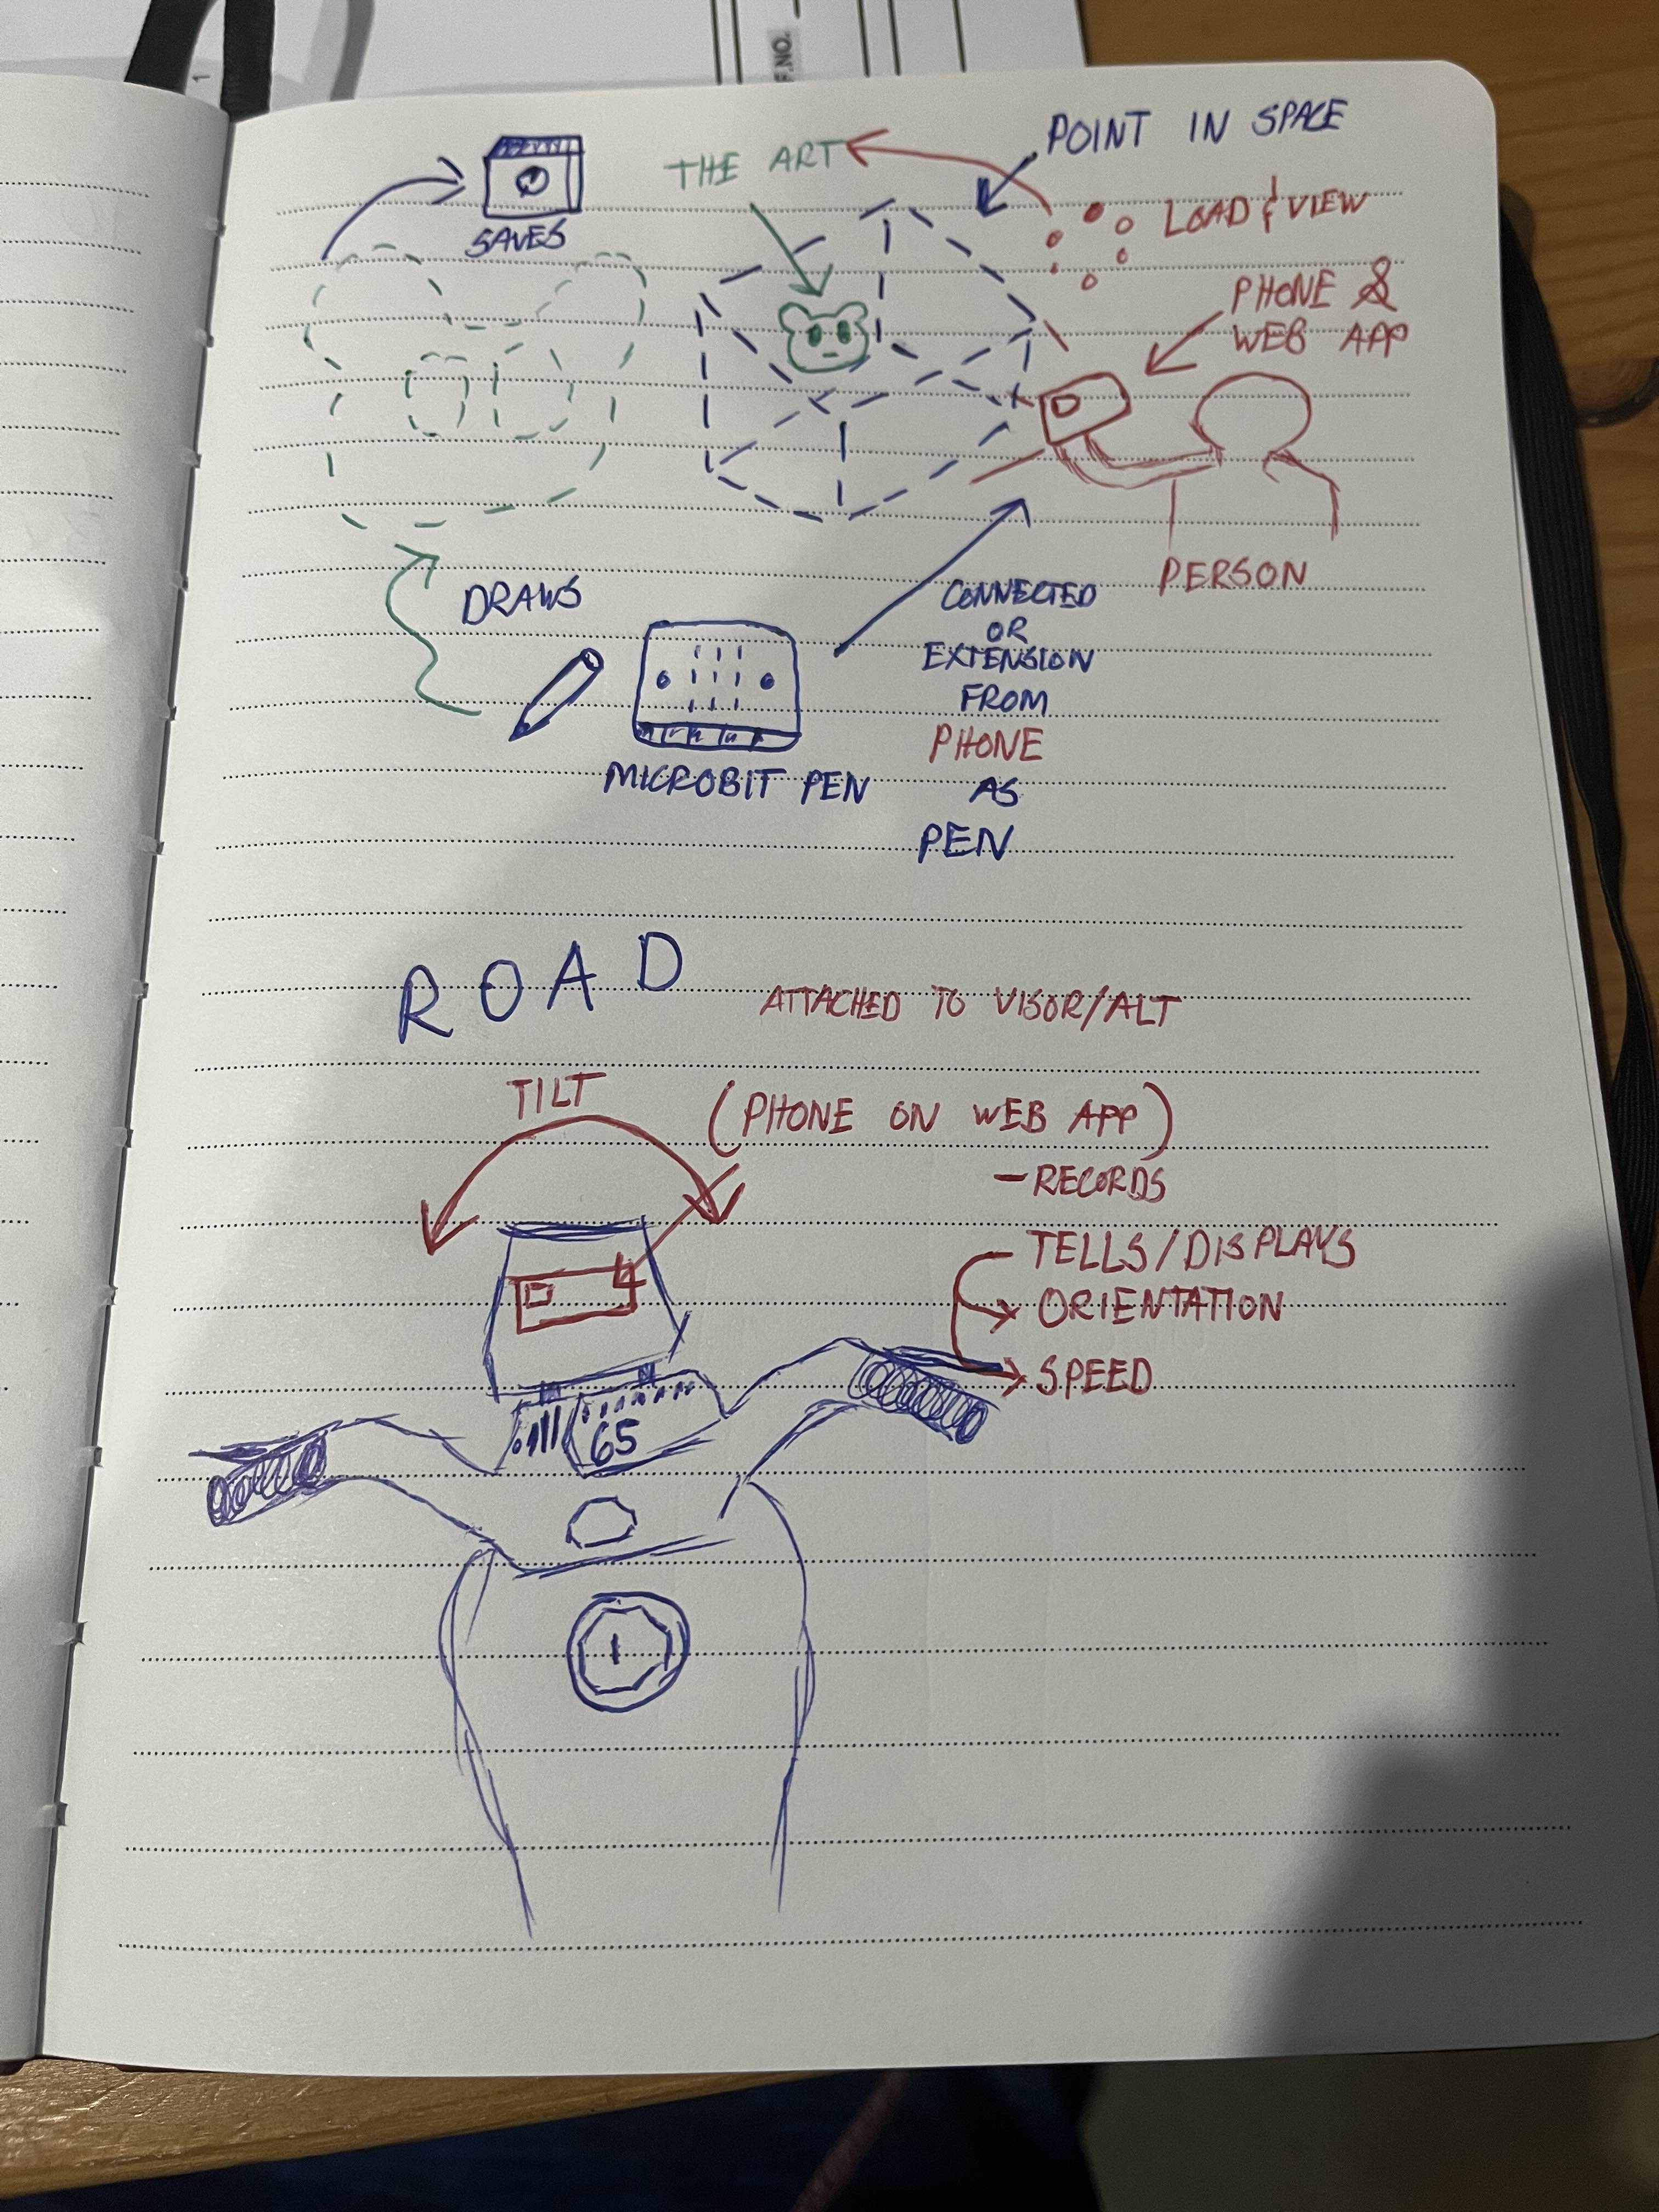 F.NO.
1
POINT IN SPACE
THE ART
LOAD & VIEW
SAVES
PHONE &
WEB APP
PERSON
DRAWS
CONNECTED
OR
EXTENSION
FROM
PHONE
AS
PEN
MICROBIT PEN
ROAD
ATTACHED TO VISOR/ALT
TILT
(PHONE ON WEB APP)
- RECORDS
TELLS/DISPLAYS
ORIENTATION
SPEED
65